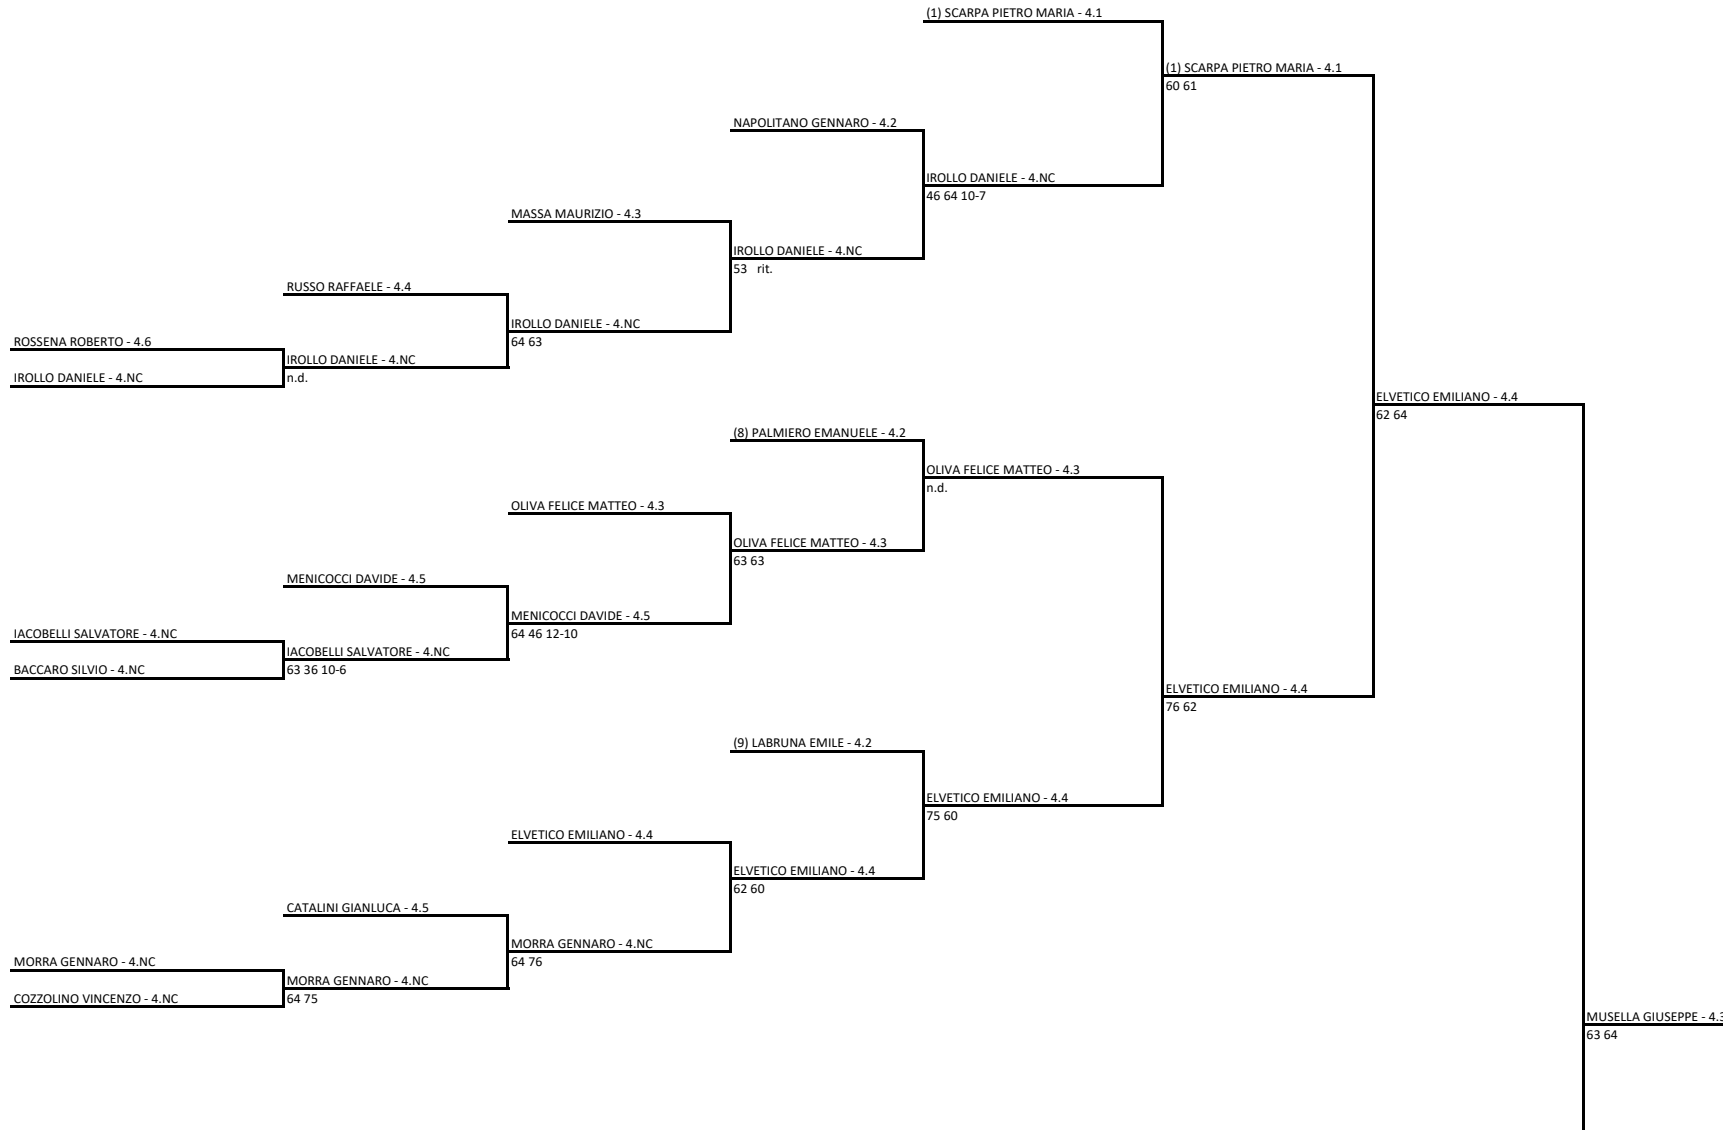 (1) SCARPA PIETRO MARIA - 4.1
(1) SCARPA PIETRO MARIA - 4.1
60 61
NAPOLITANO GENNARO - 4.2
IROLLO DANIELE - 4.NC
46 64 10-7
MASSA MAURIZIO - 4.3
IROLLO DANIELE - 4.NC
53 rit.
RUSSO RAFFAELE - 4.4
IROLLO DANIELE - 4.NC
64 63
ROSSENA ROBERTO - 4.6
IROLLO DANIELE - 4.NC
IROLLO DANIELE - 4.NC
n.d.
ELVETICO EMILIANO - 4.4
62 64
(8) PALMIERO EMANUELE - 4.2
OLIVA FELICE MATTEO - 4.3
n.d.
OLIVA FELICE MATTEO - 4.3
OLIVA FELICE MATTEO - 4.3
63 63
MENICOCCI DAVIDE - 4.5
MENICOCCI DAVIDE - 4.5
64 46 12-10
IACOBELLI SALVATORE - 4.NC
IACOBELLI SALVATORE - 4.NC
BACCARO SILVIO - 4.NC
63 36 10-6
ELVETICO EMILIANO - 4.4
76 62
(9) LABRUNA EMILE - 4.2
ELVETICO EMILIANO - 4.4
75 60
ELVETICO EMILIANO - 4.4
ELVETICO EMILIANO - 4.4
62 60
CATALINI GIANLUCA - 4.5
MORRA GENNARO - 4.NC
64 76
MORRA GENNARO - 4.NC
MORRA GENNARO - 4.NC
COZZOLINO VINCENZO - 4.NC
64 75
MUSELLA GIUSEPPE - 4.3
63 64